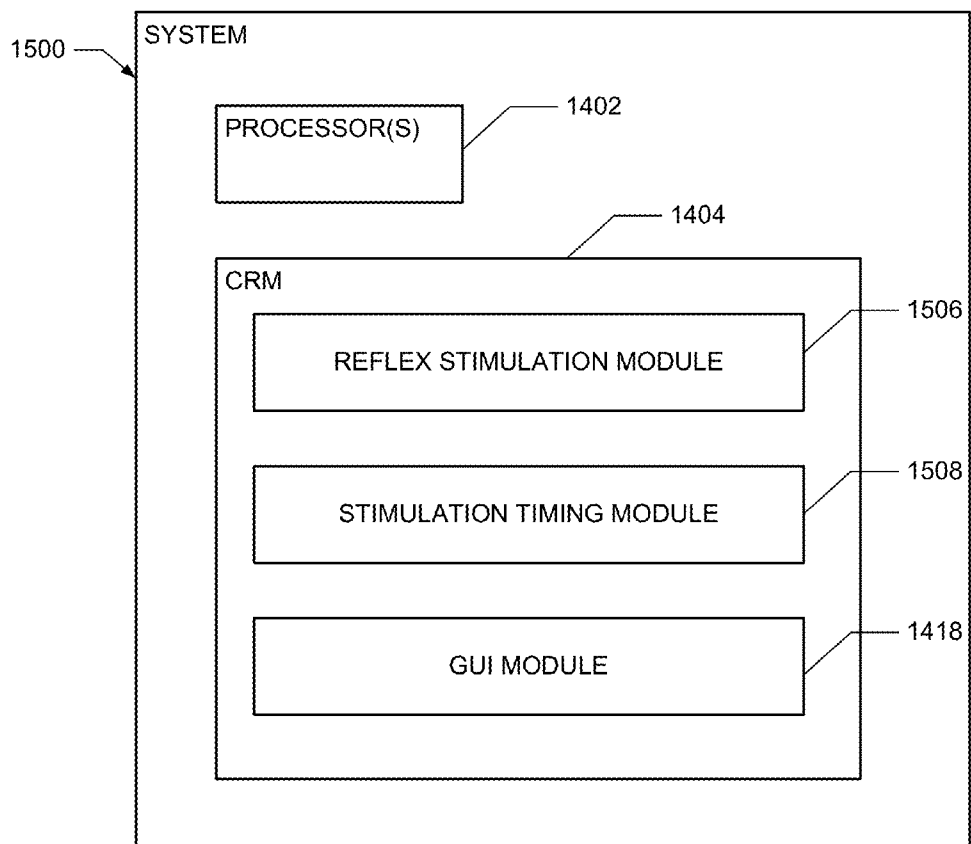 SYSTEM
1500
PROCESSOR(S)
1402
1404
CRM
1506
REFLEX STIMULATION MODULE
1508
STIMULATION TIMING MODULE
1418
GUI MODULE